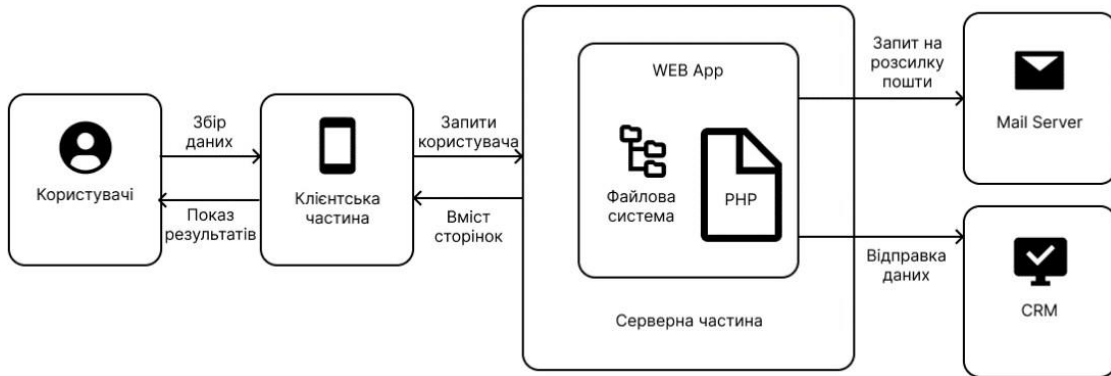 Користувачі
Збір
даних
Показ
результатів
Клієнтська
частина
Запити
користувача
Вміст
сторінок
WEB App
Файлова
система
PHP
Серверна частина
Запит на
розсилку
пошти
Mail Server
Відправка
даних
CRM